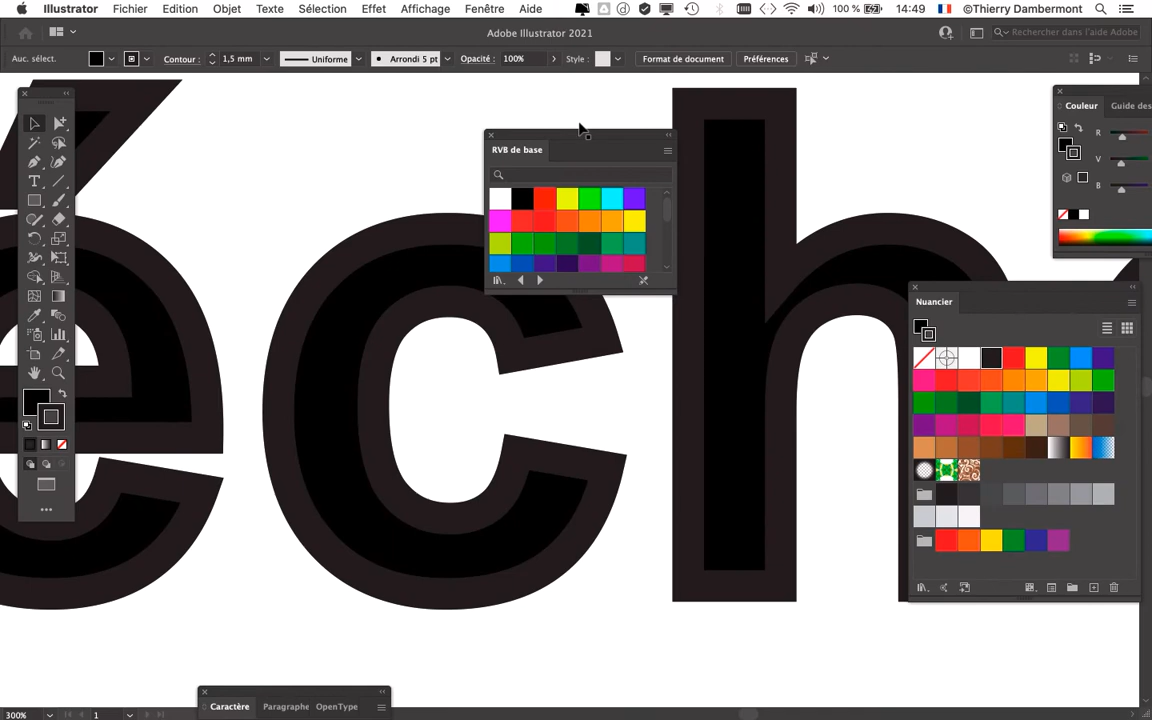 Illustrator Fichier Edition Objet Texte Sélection Effet Affichage Fenêtre Aide 100 % 14:49 ©Thierry Dambermont
Adobe Illustrator 2021
Rechercher dans l'aide Adobe
Auc. sélect. Contour : 1,5 mm Uniforme Arrondi 5 pt Opacité : 100% Style : Format de document Préférences
Couleur Guide des
R
V
B
RVB de base
éch
Nuancier
Caractère Paragraphe OpenType
300% 1